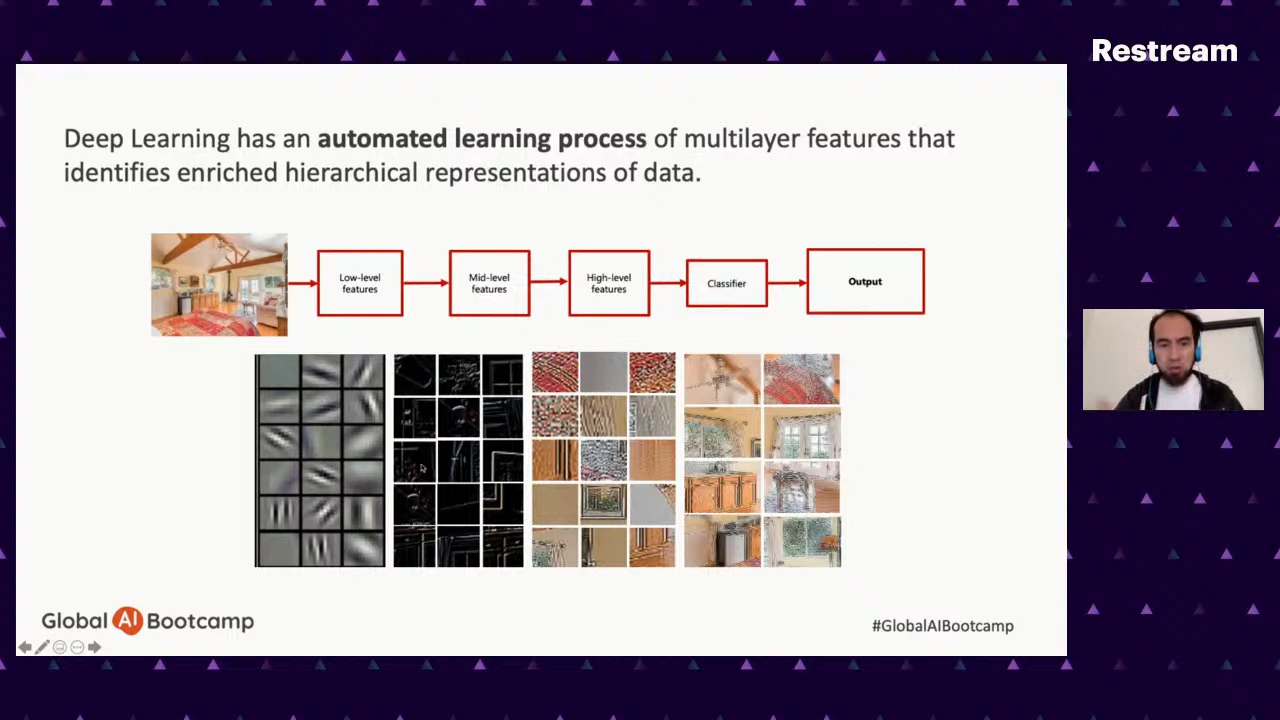 Restream
Deep Learning has an automated learning process of multilayer features that
identifies enriched hierarchical representations of data.
Low-level
features
Mid-level
features
High-level
features
Classifier
Output
Global AI Bootcamp
#GlobalAIBootcamp